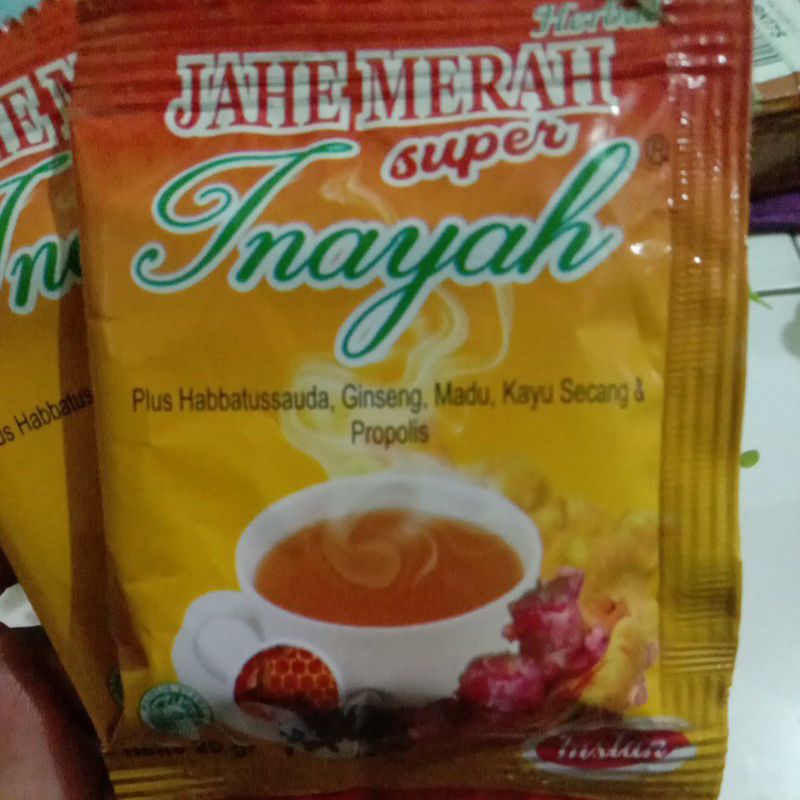 Herbal
JAHE MERAH
super
Inayah®
Plus Habbatussauda, Ginseng, Madu, Kayu Secang &
Propolis
Instan